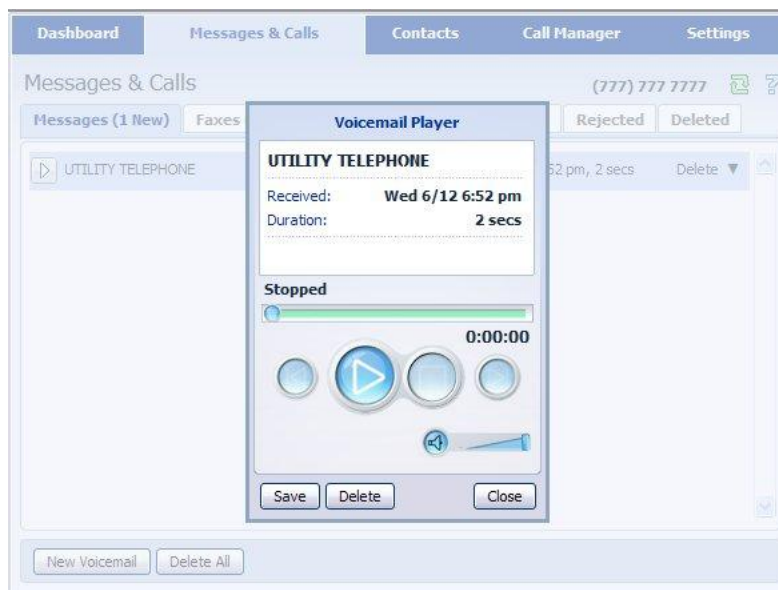 Dashboard Messages & Calls Contacts Call Manager Settings
Messages & Calls (777) 777 7777
Messages (1 New) Faxes Rejected Deleted
Voicemail Player
UTILITY TELEPHONE 52 pm, 2 secs Delete
UTILITY TELEPHONE
Received: Wed 6/12 6:52 pm
Duration: 2 secs
Stopped
0:00:00
Save Delete Close
New Voicemail Delete All